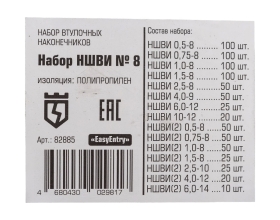 НАБОР ВТУЛОЧНЫХ
НАКОНЕЧНИКОВ
Набор НШВИ № 8
ИЗОЛЯЦИЯ: ПОЛИПРОПИЛЕН
EAC
Арт.: 82885
«EasyEntry»
4 680430 029817
Состав набора:
НШВИ 0,5-8 ........ 100 шт.
НШВИ 0,75-8 ...... 100 шт.
НШВИ 1,0-8 ........ 100 шт.
НШВИ 1,5-8 ........ 100 шт.
НШВИ 2,5-8 .......... 50 шт.
НШВИ 4,0-9 .......... 50 шт.
НШВИ 6,0-12 ........ 25 шт.
НШВИ 10-12 ......... 20 шт.
НШВИ(2) 0,5-8 ...... 50 шт.
НШВИ(2) 0,75-8 .... 50 шт.
НШВИ(2) 1,0-8 ...... 50 шт.
НШВИ(2) 1,5-8 ...... 25 шт.
НШВИ(2) 2,5-10 .... 25 шт.
НШВИ(2) 4,0-12 .... 20 шт.
НШВИ(2) 6,0-14 .... 10 шт.